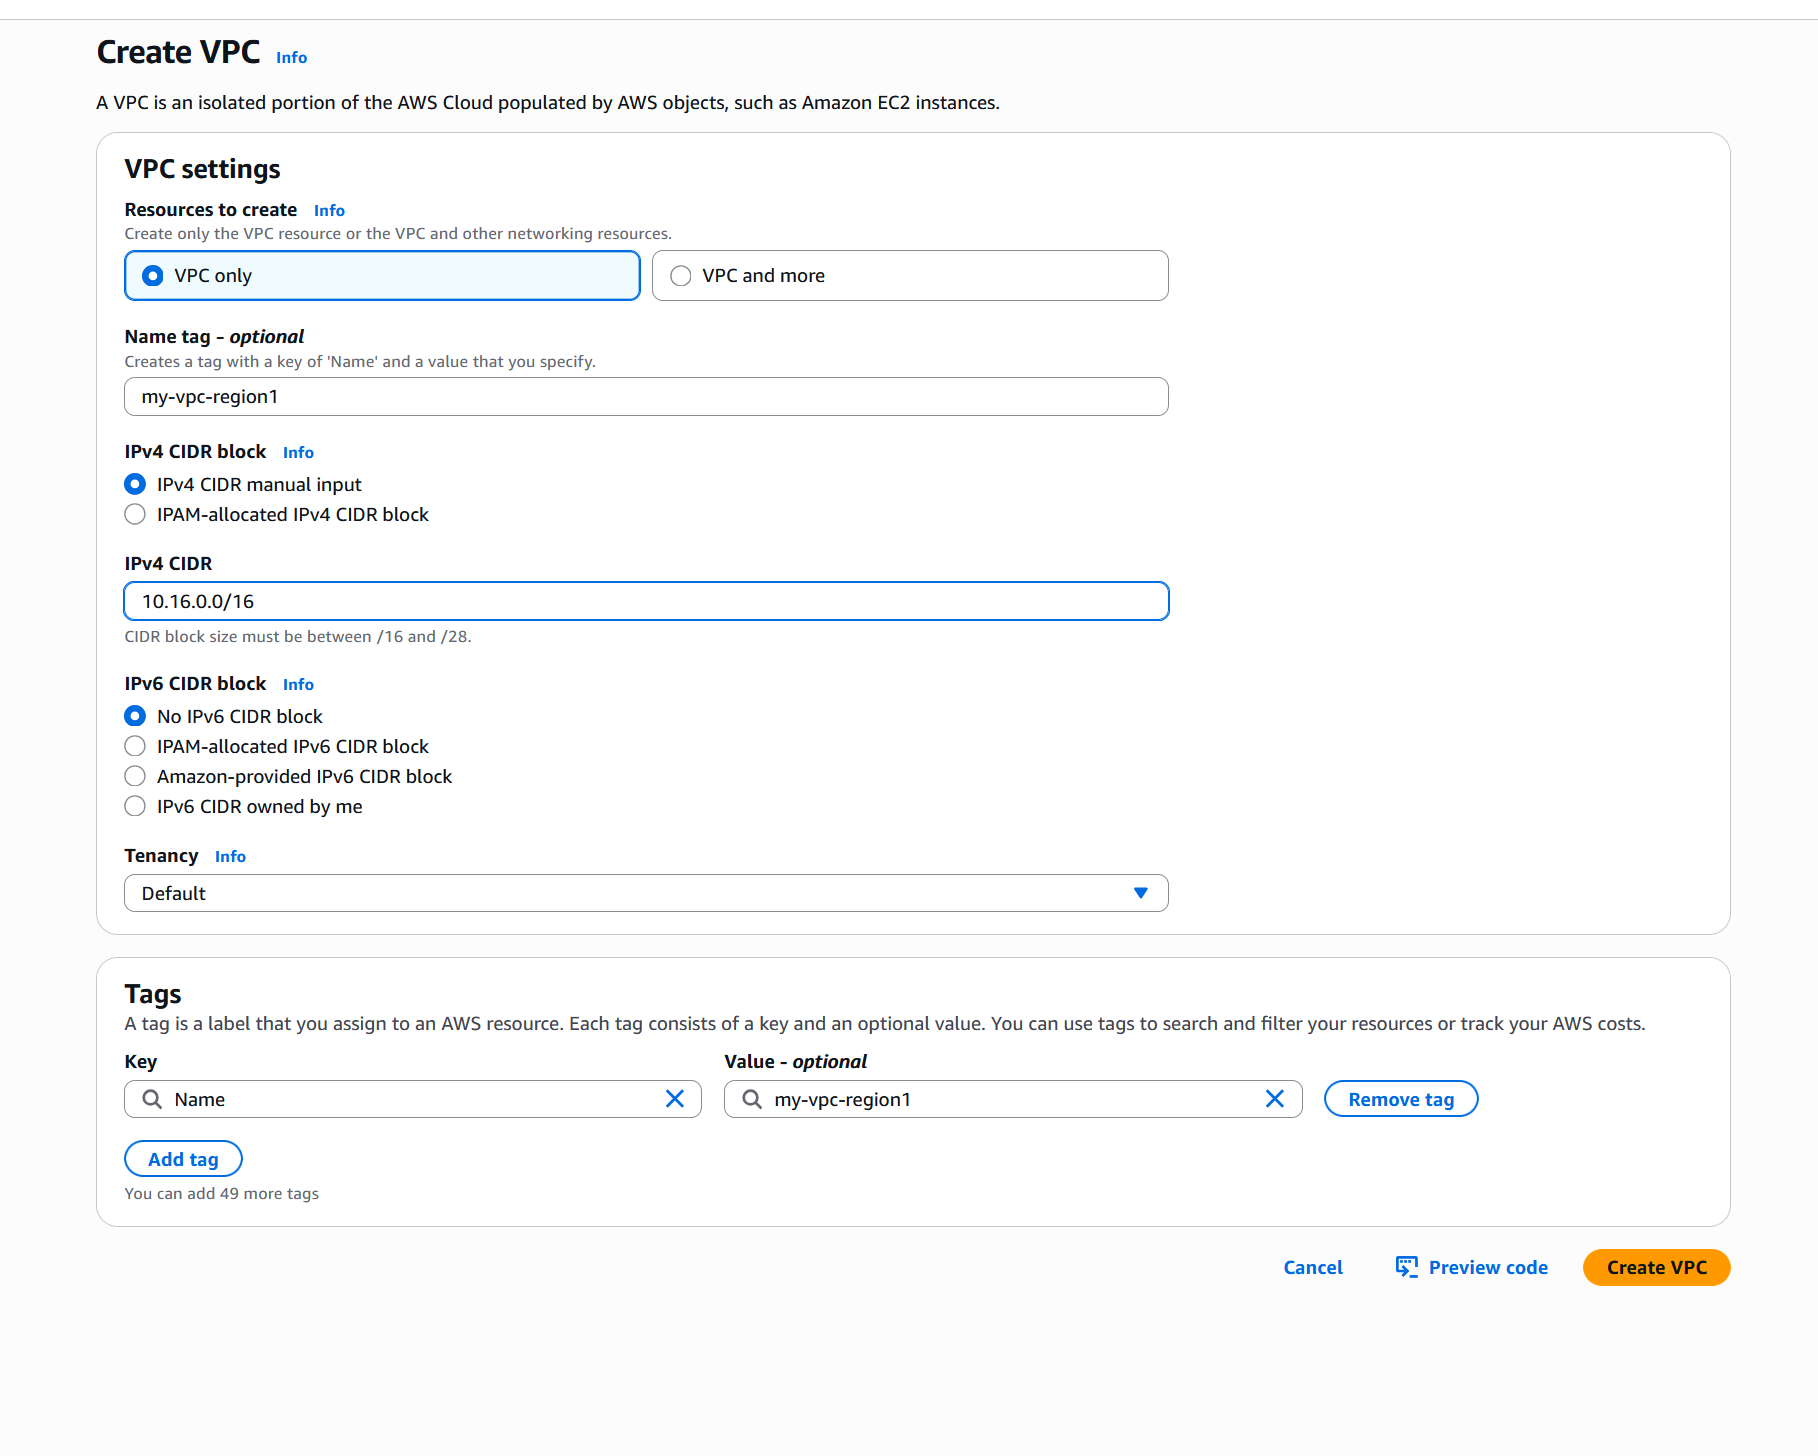 Create VPC Info
A VPC is an isolated portion of the AWS Cloud populated by AWS objects, such as Amazon EC2 instances.
VPC settings
Resources to create Info
Create only the VPC resource or the VPC and other networking resources.
VPC only VPC and more
Name tag - optional
Creates a tag with a key of 'Name' and a value that you specify.
my-vpc-region1
IPv4 CIDR block Info
IPv4 CIDR manual input
IPAM-allocated IPv4 CIDR block
IPv4 CIDR
10.16.0.0/16
CIDR block size must be between /16 and /28.
IPv6 CIDR block Info
No IPv6 CIDR block
IPAM-allocated IPv6 CIDR block
Amazon-provided IPv6 CIDR block
IPv6 CIDR owned by me
Tenancy Info
Default
Tags
A tag is a label that you assign to an AWS resource. Each tag consists of a key and an optional value. You can use tags to search and filter your resources or track your AWS costs.
Key Value - optional
Name my-vpc-region1 Remove tag
Add tag
You can add 49 more tags
Cancel Preview code Create VPC